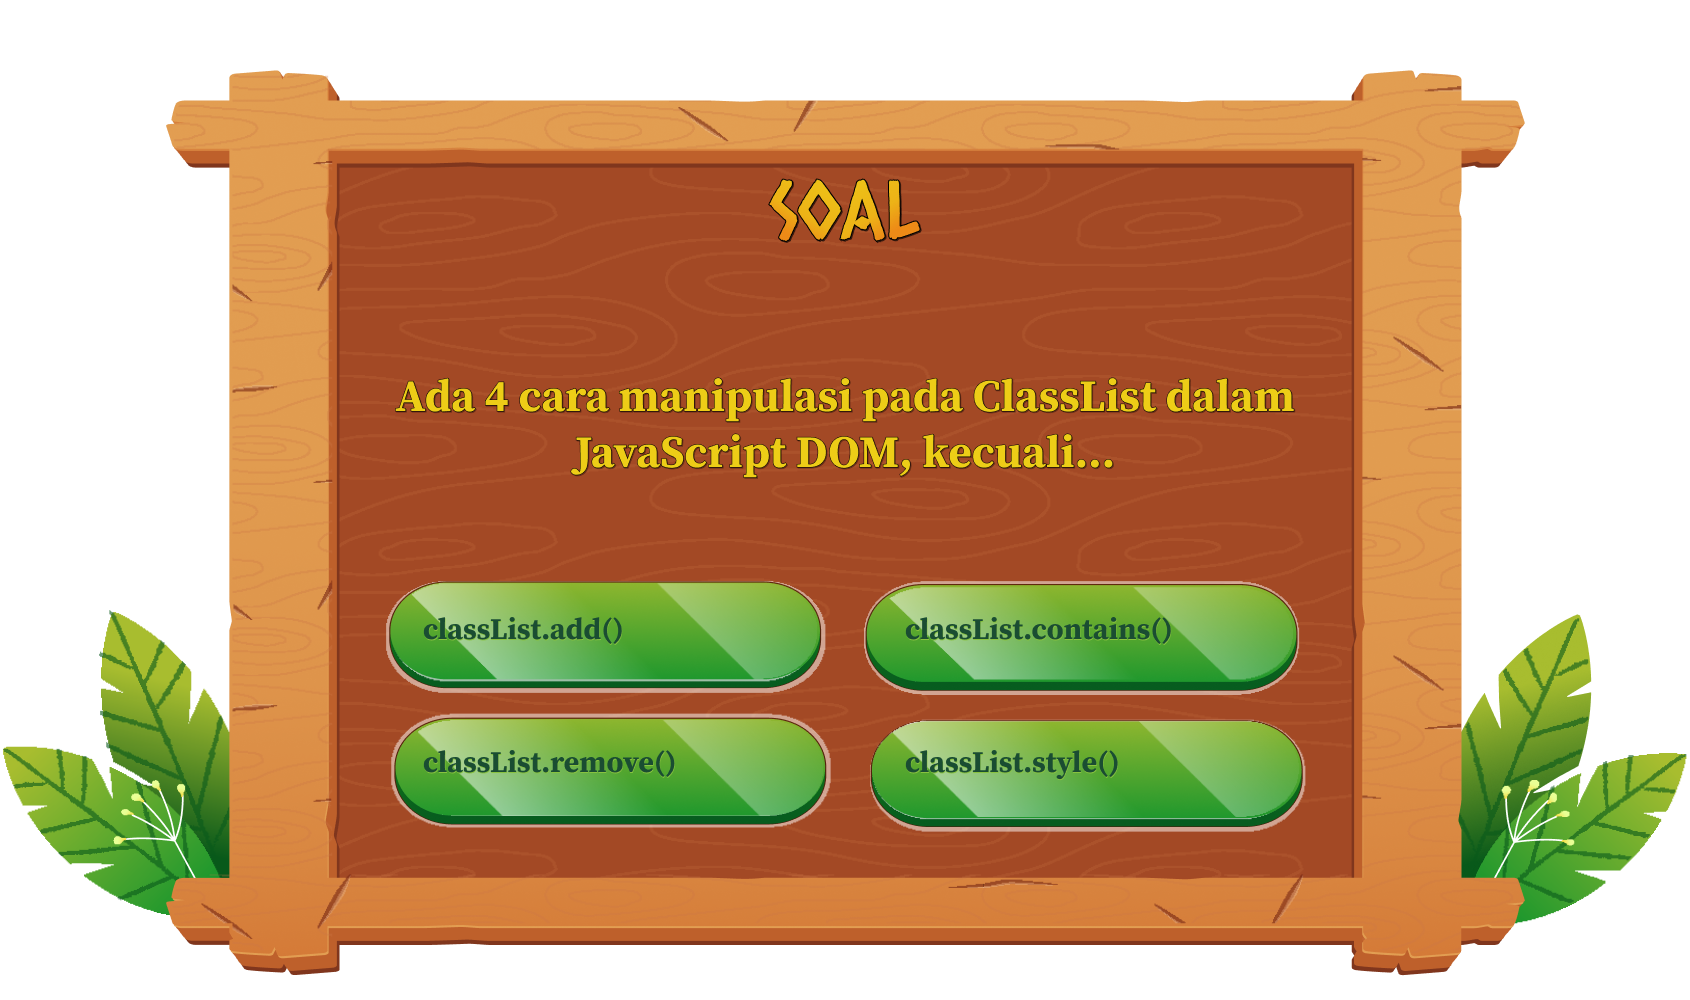 SOAL
Ada 4 cara manipulasi pada ClassList dalam
JavaScript DOM, kecuali...
classList.add()
classList.contains()
classList.remove()
classList.style()